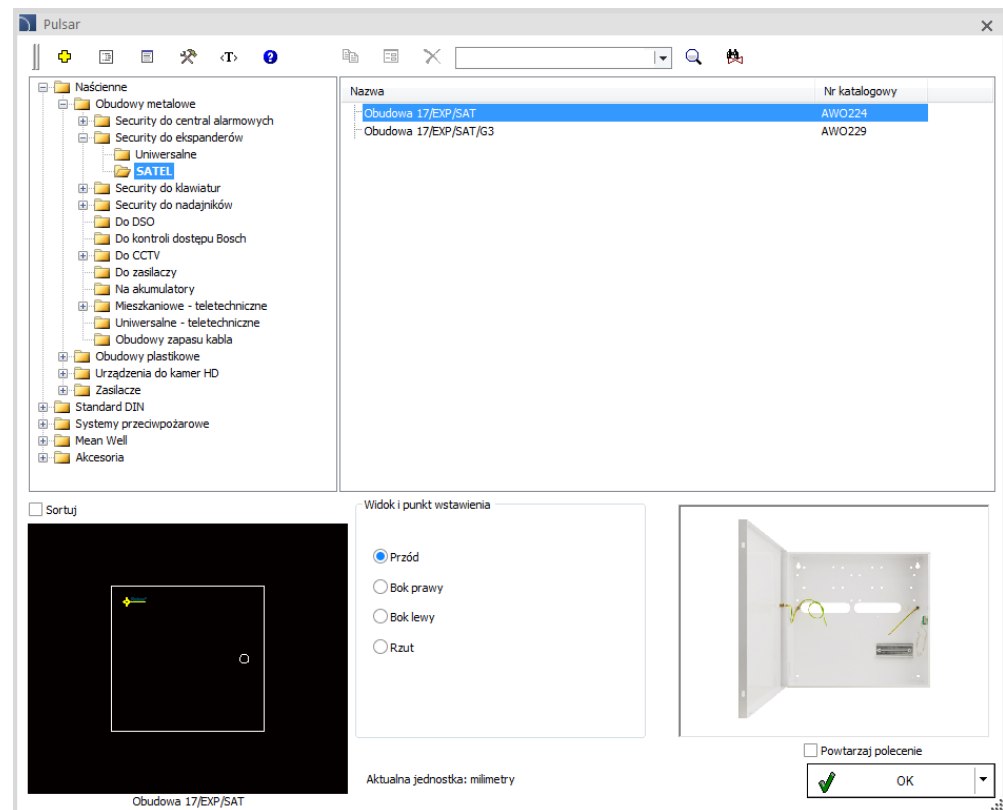 Pulsar
<T>
Naścienne
Obudowy metalowe
Security do central alarmowych
Security do ekspanderów
Uniwersalne
SATEL
Security do klawiatur
Security do nadajników
Do DSO
Do kontroli dostępu Bosch
Do CCTV
Do zasilaczy
Na akumulatory
Mieszkaniowe - teletechniczne
Uniwersalne - teletechniczne
Obudowy zapasu kabla
Obudowy plastikowe
Urządzenia do kamer HD
Zasilacze
Standard DIN
Systemy przeciwpożarowe
Mean Well
Akcesoria
Nazwa Nr katalogowy
Obudowa 17/EXP/SAT AWO224
Obudowa 17/EXP/SAT/G3 AWO229
Sortuj
Obudowa 17/EXP/SAT
Widok i punkt wstawienia
Przód
Bok prawy
Bok lewy
Rzut
Aktualna jednostka: milimetry
Powtarzaj polecenie
OK